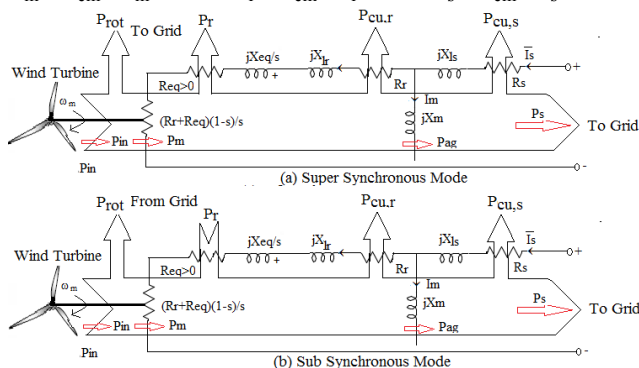 Prot
To Grid
Pr
Pcu,r
Pcu,s
Wind Turbine
ωm
jXeq/s
+
jXlr
jXls
Is
+
Req>0
Rr
Rs
Im
(Rr+Req)(1-s)/s
jXm
Ps
To Grid
Pin
Pm
Pag
Pin
(a) Super Synchronous Mode
-
Prot
From Grid
Pr
Pcu,r
Pcu,s
Wind Turbine
ωm
jXeq/s
+
jXlr
jXls
Is
+
Req>0
Rr
Rs
Im
(Rr+Req)(1-s)/s
jXm
Ps
To Grid
Pin
Pm
Pag
Pin
(b) Sub Synchronous Mode
-